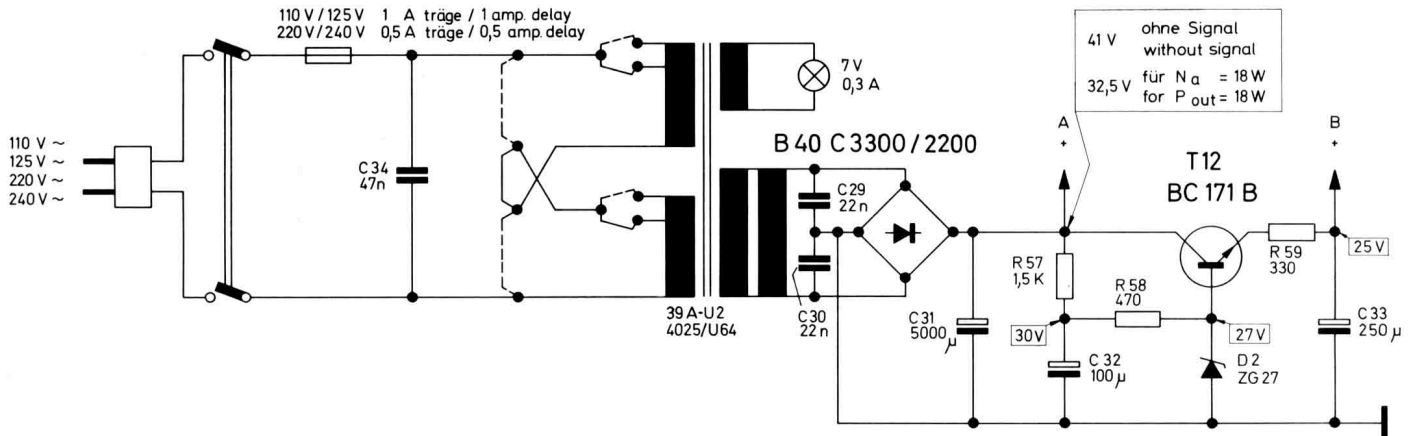 110 V / 125 V 1 A träge / 1 amp. delay
220 V / 240 V 0,5 A träge / 0,5 amp. delay
41 V ohne Signal
without signal
32,5 V für N a = 18 W
for P out = 18 W
7 V
0,3 A
110 V ~
125 V ~
220 V ~
240 V ~
C 34
47n
B 40 C 3300 / 2200
C 29
22 n
C 30
22 n
39 A-U2
4025/U64
A
+
B
+
T 12
BC 171 B
R 57
1,5 K
R 58
470
R 59
330
25 V
30V
27V
C 31
5000 µ
C 32
100 µ
D 2
ZG 27
C 33
250 µ